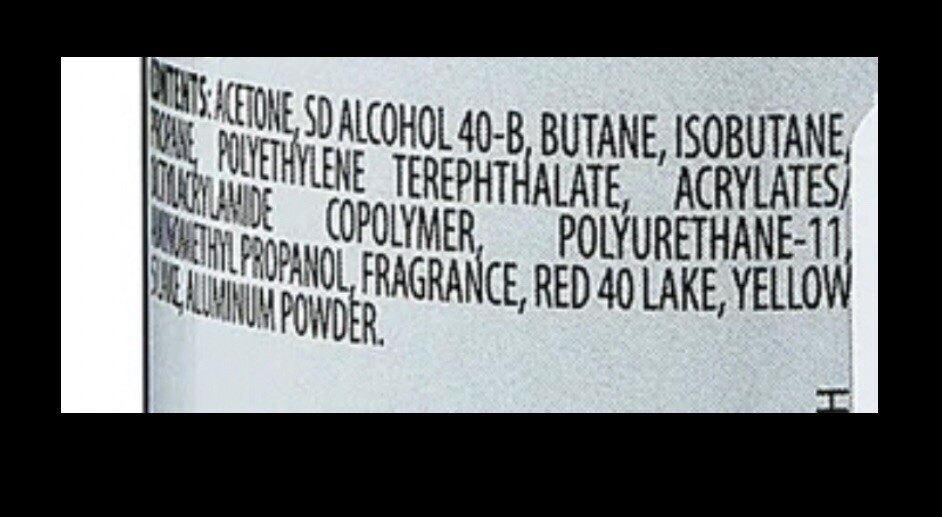 CONTENTS: ACETONE, SD ALCOHOL 40-B, BUTANE, ISOBUTANE,
PROPANE, POLYETHYLENE TEREPHTHALATE, ACRYLATES/
OCTYLACRYLAMIDE COPOLYMER, POLYURETHANE-11,
AMINOMETHYL PROPANOL, FRAGRANCE, RED 40 LAKE, YELLOW
5 LAKE, ALUMINUM POWDER.
H